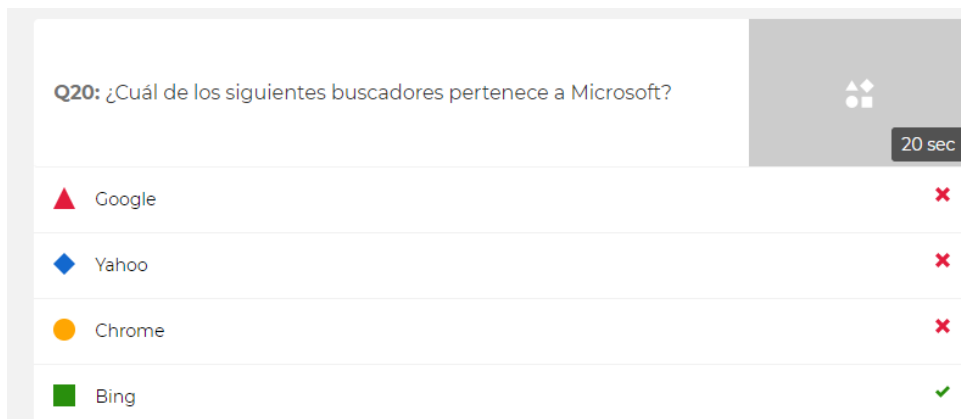 Q20: ¿Cuál de los siguientes buscadores pertenece a Microsoft?
20 sec
Google
Yahoo
Chrome
Bing